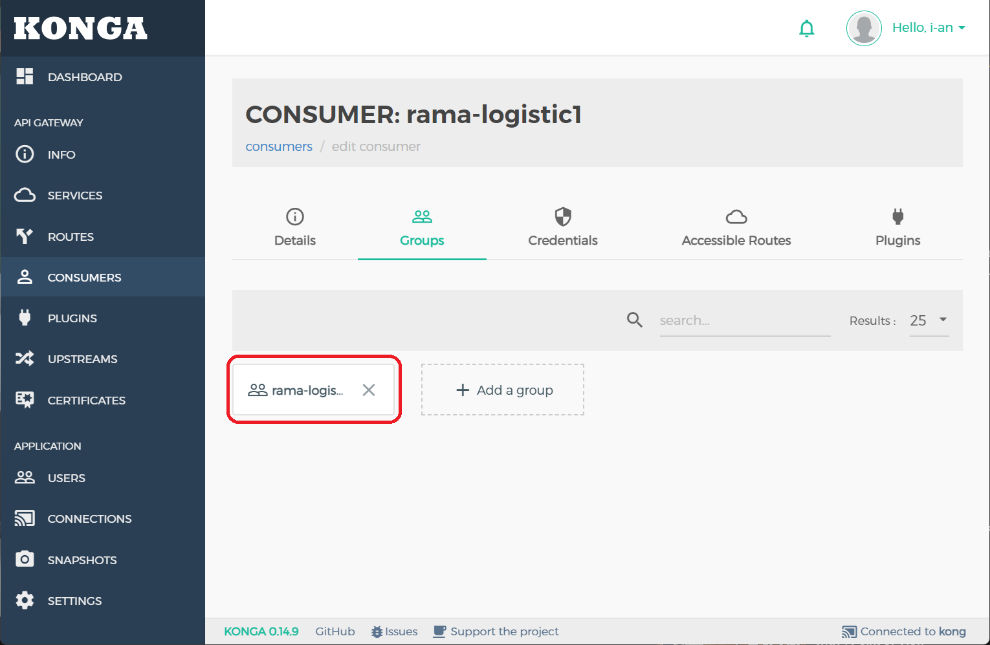 KONGA
Hello, i-an
DASHBOARD
API GATEWAY
INFO
SERVICES
ROUTES
CONSUMERS
PLUGINS
UPSTREAMS
CERTIFICATES
APPLICATION
USERS
CONNECTIONS
SNAPSHOTS
SETTINGS
CONSUMER: rama-logistic1
consumers / edit consumer
Details Groups Credentials Accessible Routes Plugins
search... Results : 25
rama-logis... Add a group
KONGA 0.14.9 GitHub Issues Support the project Connected to kong